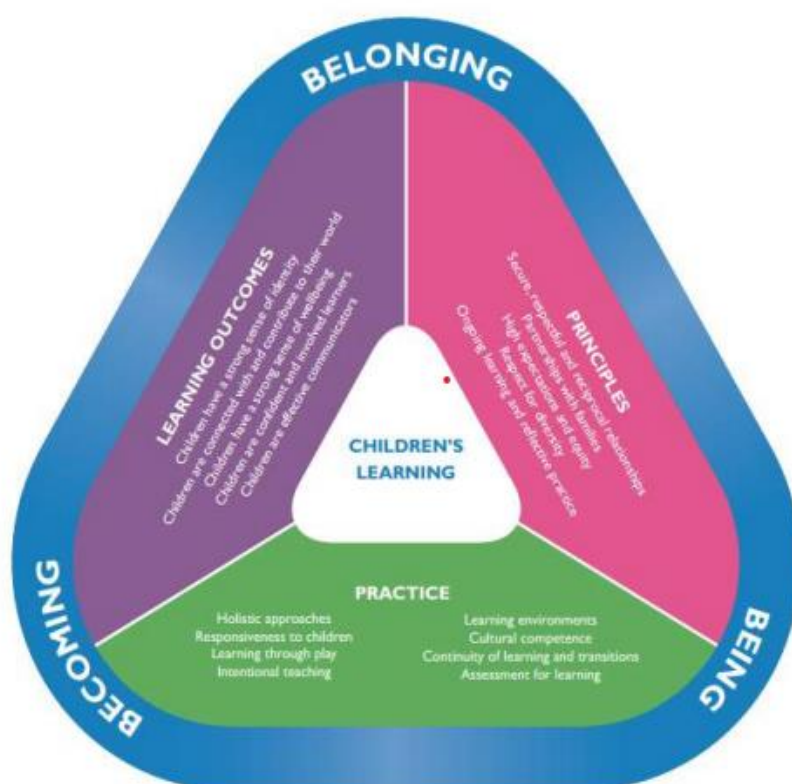 BELONGING
LEARNING OUTCOMES
Children have a strong sense of identity
Children are connected with and contribute to their world
Children have a strong sense of wellbeing
Children are confident and involved learners
Children are effective communicators
PRINCIPLES
Secure, respectful and reciprocal relationships
Partnerships with families
High expectations and equity
Respect for diversity
Ongoing learning and reflective practice
CHILDREN'S
LEARNING
PRACTICE
Holistic approaches
Responsiveness to children
Learning through play
Intentional teaching
Learning environments
Cultural competence
Continuity of learning and transitions
Assessment for learning
BECOMING
BEING